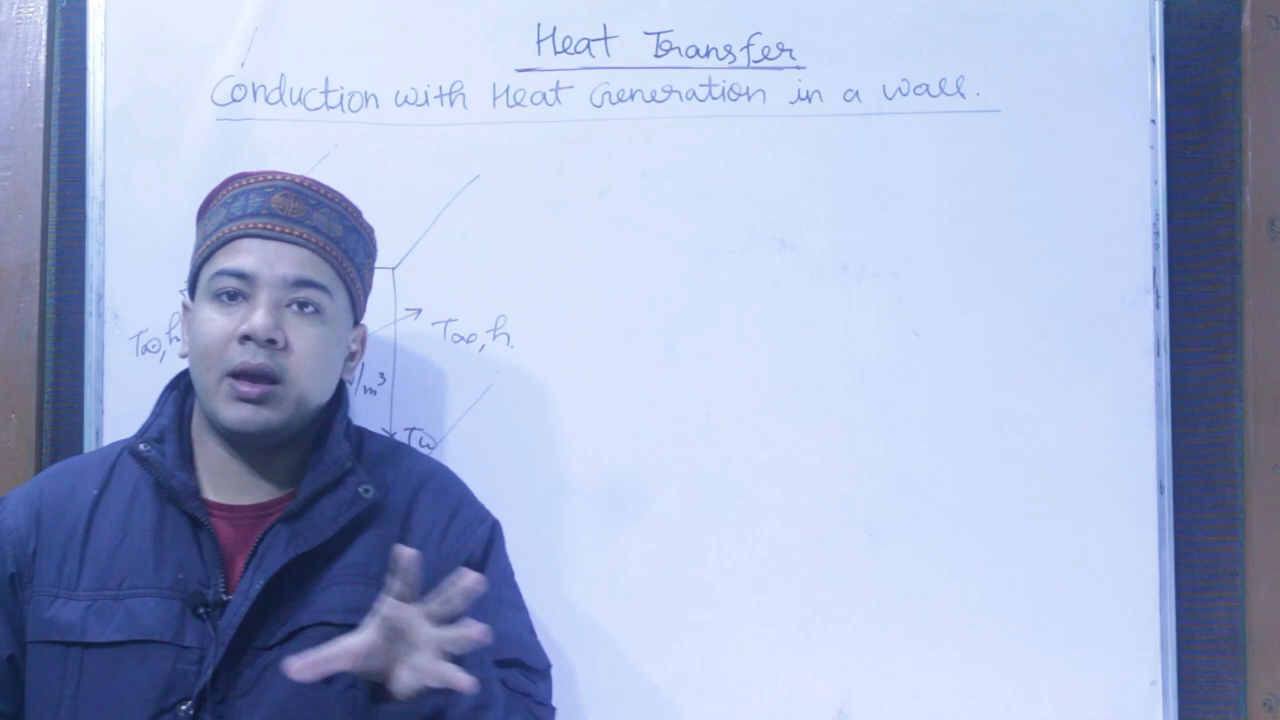 Heat Transfer
Conduction with Heat Generation in a wall.
T∞, h
T∞, h.
/m³
Tw